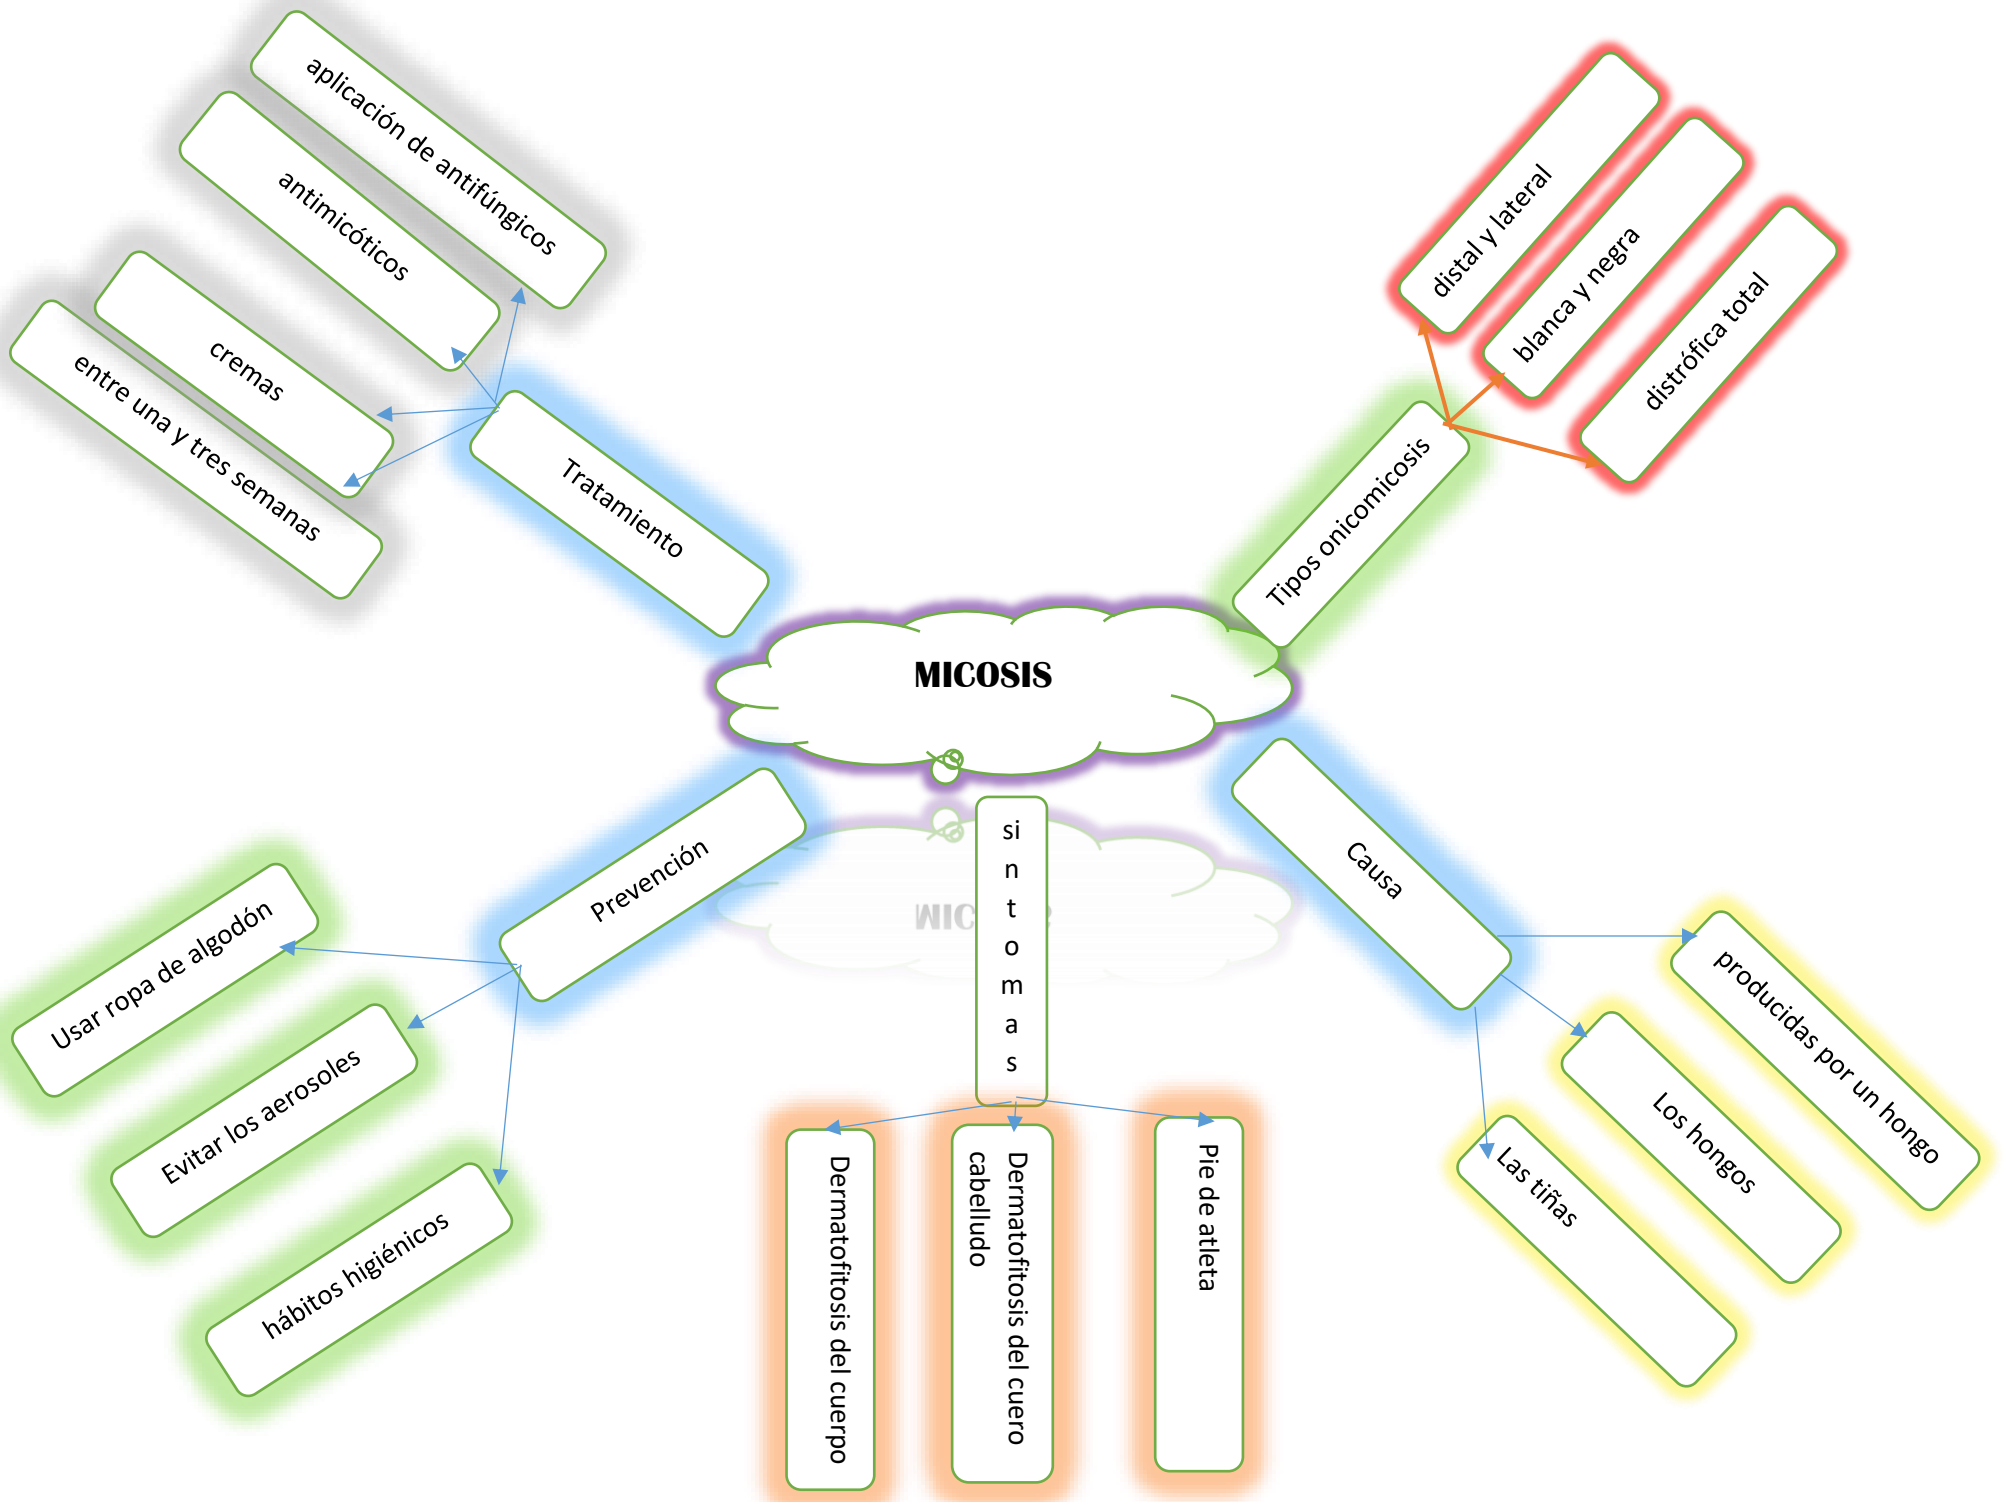 aplicación de antifúngicos
antimicóticos
cremas
entre una y tres semanas
Tratamiento
distal y lateral
blanca y negra
distrófica total
Tipos onicomicosis
MICOSIS
Prevención
Usar ropa de algodón
Evitar los aerosoles
hábitos higiénicos
si
n
t
o
m
a
s
Dermatofitosis del cuerpo
Dermatofitosis del cuero
cabelludo
Pie de atleta
Causa
producidas por un hongo
Los hongos
Las tiñas